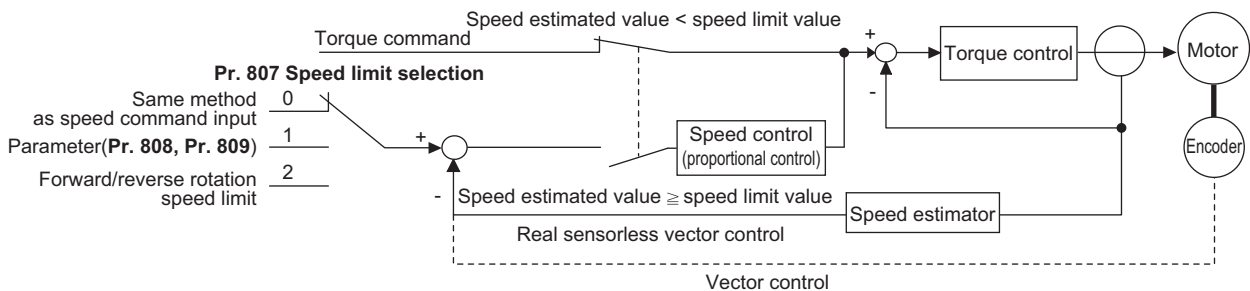 Speed estimated value < speed limit value
Torque command
Pr. 807 Speed limit selection
Same method
as speed command input
0
Parameter(Pr. 808, Pr. 809)
1
Forward/reverse rotation
speed limit
2
+
-
Speed control
(proportional control)
Speed estimated value ≧ speed limit value
Real sensorless vector control
Speed estimator
+
-
Torque control
Motor
Encoder
Vector control